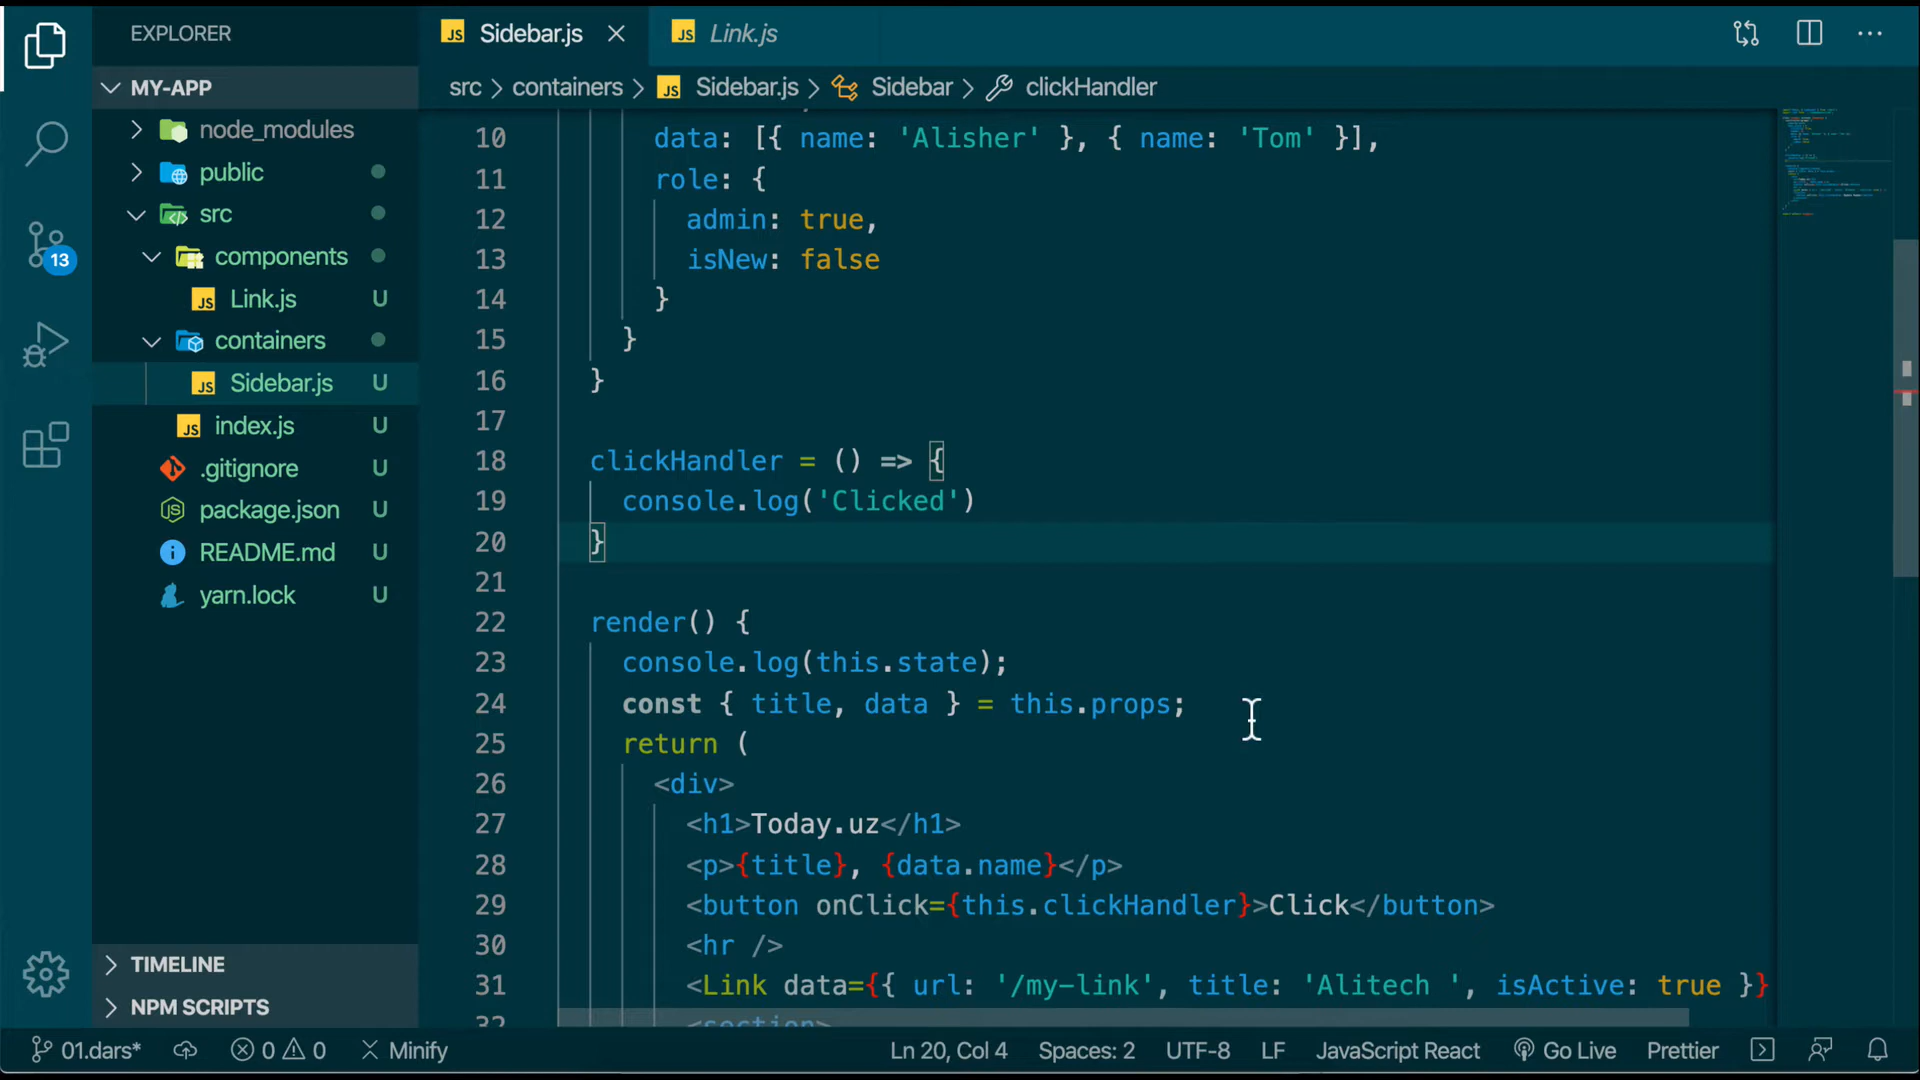 EXPLORER
Sidebar.js
Link.js
MY-APP
src > containers > Sidebar.js > Sidebar > clickHandler
node_modules
public
src
components
Link.js U
containers
Sidebar.js U
index.js U
.gitignore U
package.json U
README.md U
yarn.lock U
13
TIMELINE
NPM SCRIPTS
10 data: [{ name: 'Alisher' }, { name: 'Tom' }],
11 role: {
12 admin: true,
13 isNew: false
14 }
15 }
16 }
17
18 clickHandler = () => {
19 console.log('Clicked')
20 }
21
22 render() {
23 console.log(this.state);
24 const { title, data } = this.props;
25 return (
26 <div>
27 <h1>Today.uz</h1>
28 <p>{title}, {data.name}</p>
29 <button onClick={this.clickHandler}>Click</button>
30 <hr />
31 <Link data={{ url: '/my-link', title: 'Alitech ', isActive: true }}
32 <section>
01.dars* 0 0 Minify Ln 20, Col 4 Spaces: 2 UTF-8 LF JavaScript React Go Live Prettier